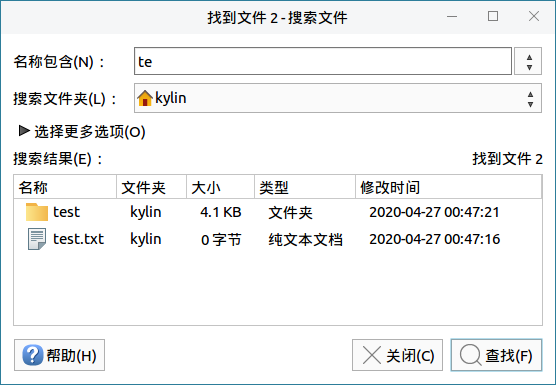 找到文件 2 - 搜索文件
名称包含(N)： te
搜索文件夹(L)： kylin
选择更多选项(O)
搜索结果(E)： 找到文件 2
名称 文件夹 大小 类型 修改时间
test kylin 4.1 KB 文件夹 2020-04-27 00:47:21
test.txt kylin 0 字节 纯文本文档 2020-04-27 00:47:16
帮助(H) 关闭(C) 查找(F)